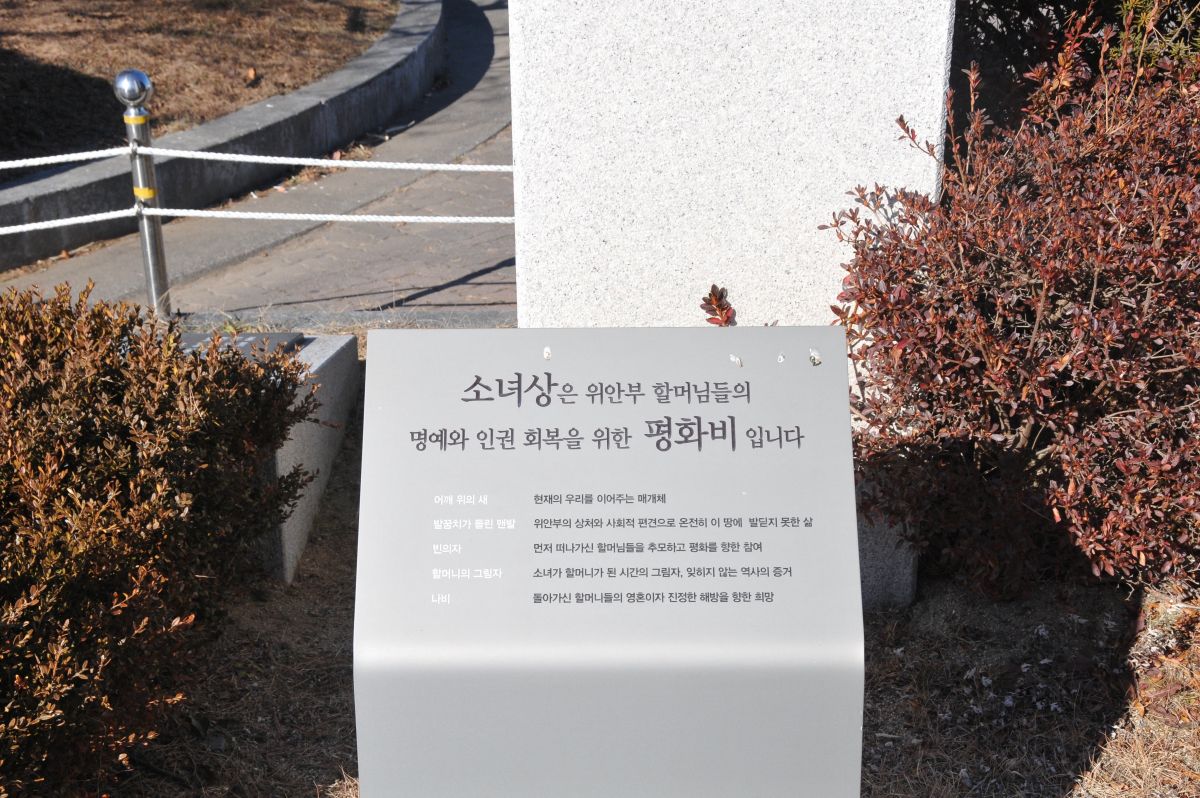 소녀상은 위안부 할머님들의
명예와 인권 회복을 위한 평화비 입니다
어깨 위의 새 현재의 우리를 이어주는 매개체
발꿈치가 들린 맨발 위안부의 상처와 사회적 편견으로 온전히 이 땅에 발딛지 못한 삶
빈의자 먼저 떠나가신 할머님들을 추모하고 평화를 향한 참여
할머니의 그림자 소녀가 할머니가 된 시간의 그림자, 잊히지 않는 역사의 증거
나비 돌아가신 할머니들의 영혼이자 진정한 해방을 향한 희망